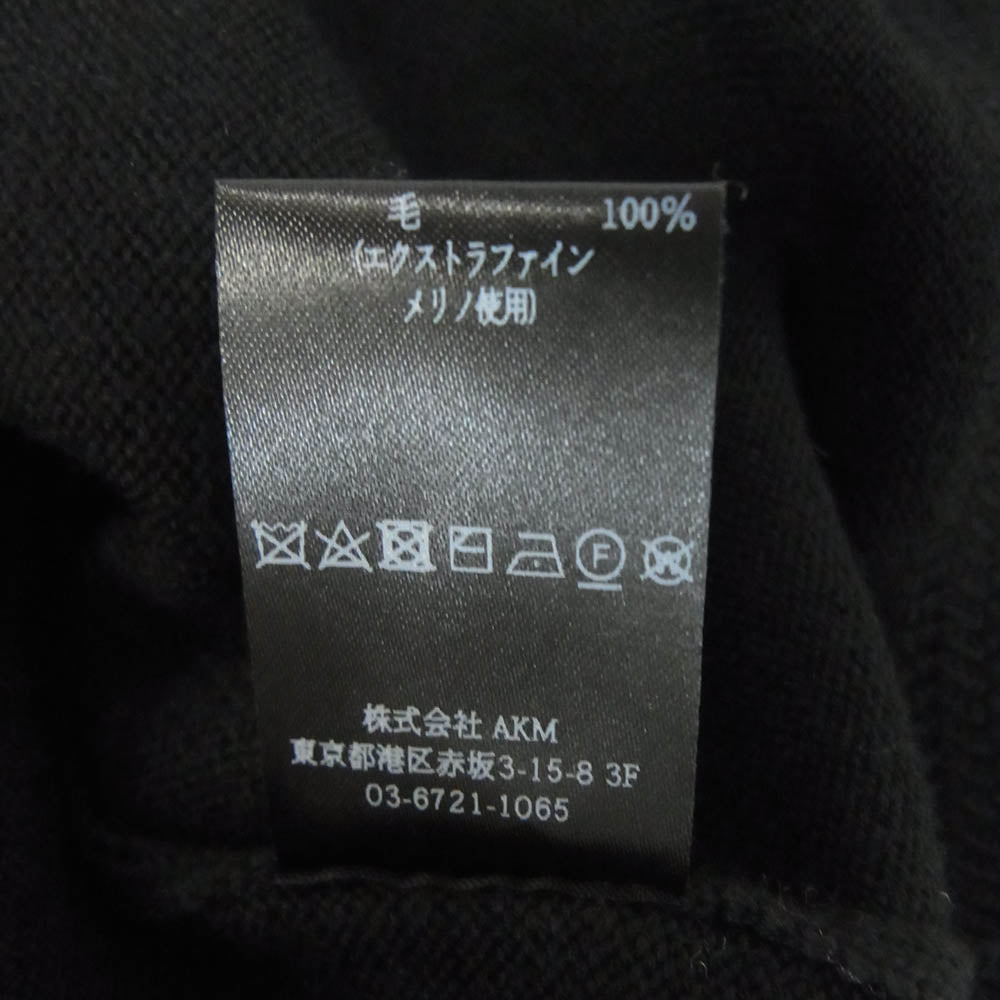 毛 100%
(エクストラファイン
メリノ使用)
F W
株式会社 AKM
東京都港区赤坂3-15-8 3F
03-6721-1065